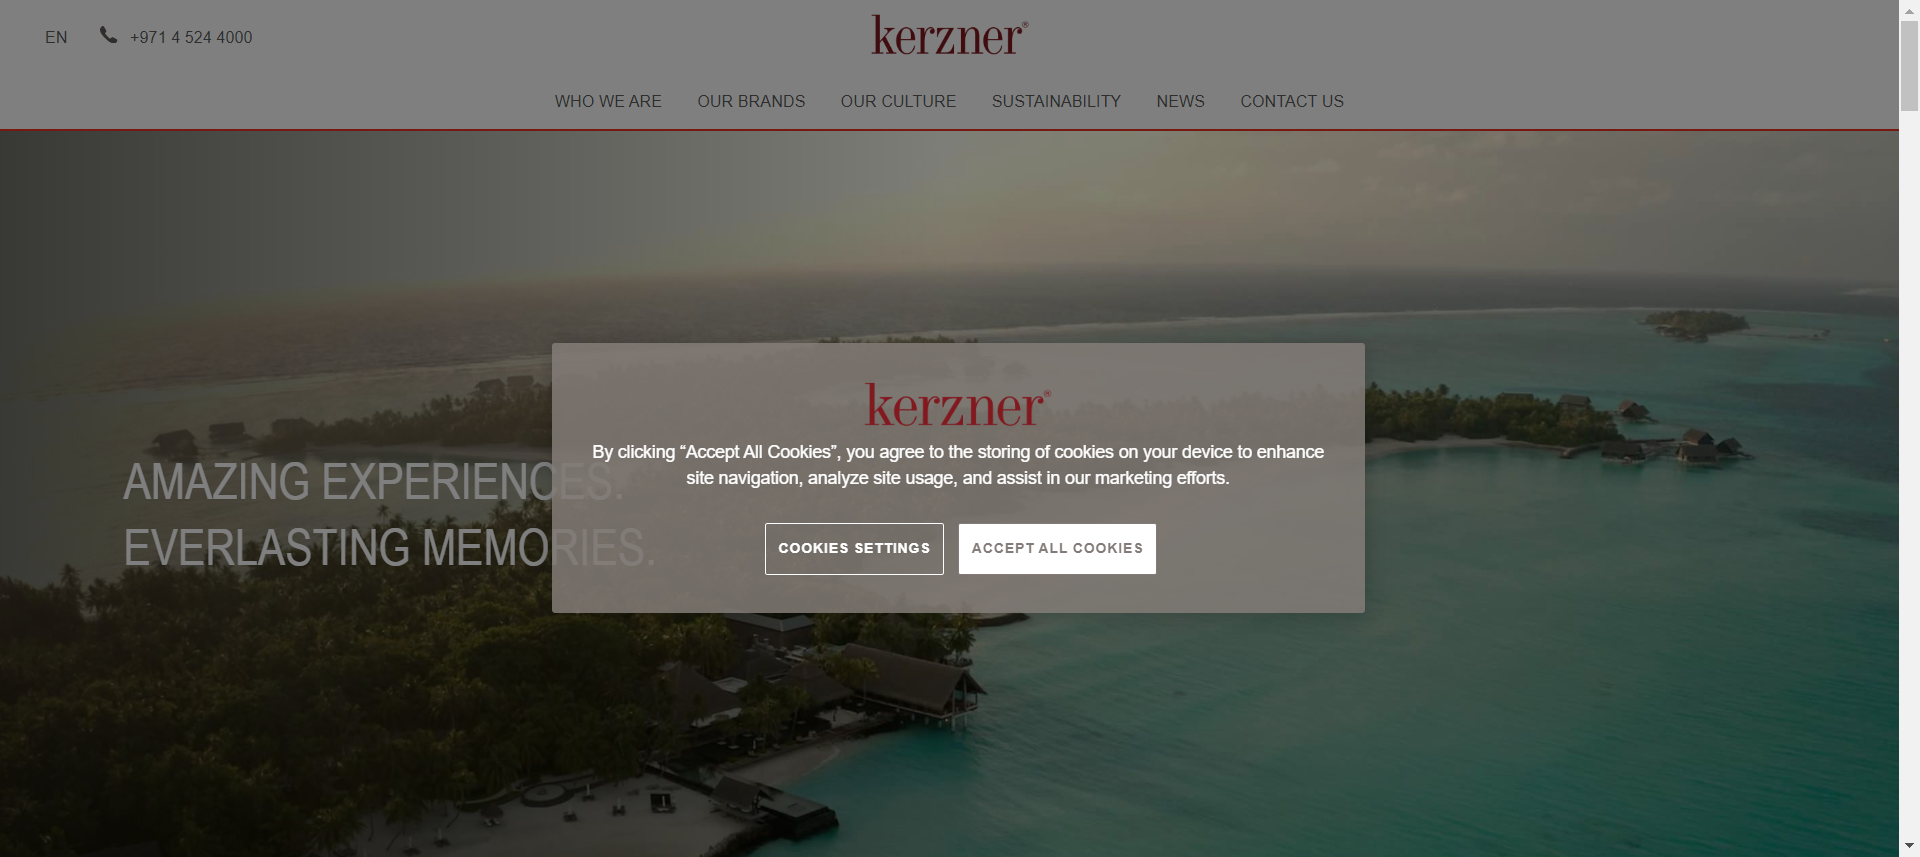 EN
+971 4 524 4000
kerzner®
WHO WE ARE
OUR BRANDS
OUR CULTURE
SUSTAINABILITY
NEWS
CONTACT US
AMAZING EXPERIENCES.
EVERLASTING MEMORIES.
kerzner®
By clicking “Accept All Cookies”, you agree to the storing of cookies on your device to enhance
site navigation, analyze site usage, and assist in our marketing efforts.
COOKIES SETTINGS
ACCEPT ALL COOKIES